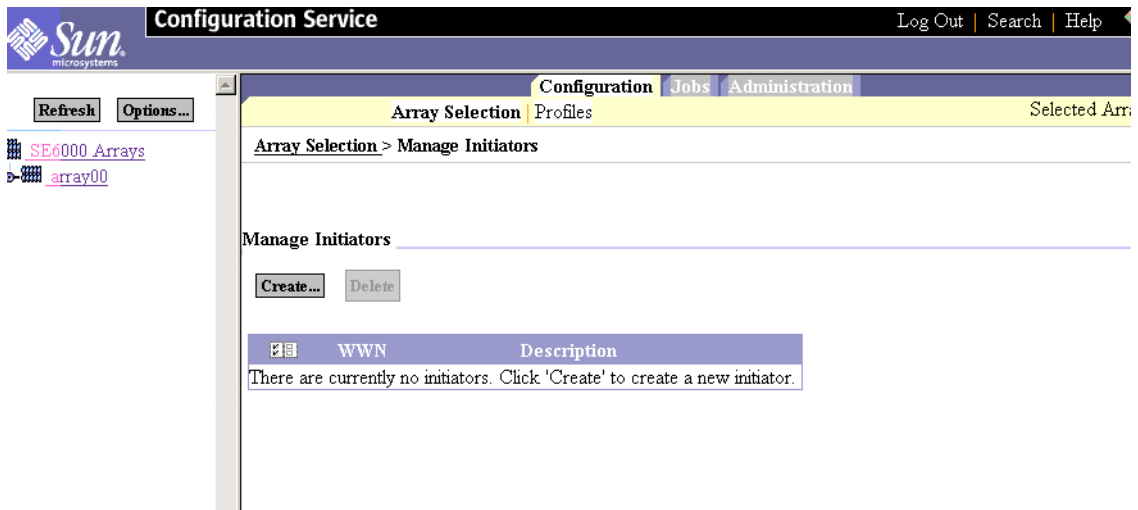 Configuration Service
Log Out | Search | Help
Sun
microsystems
Configuration Jobs Administration
Refresh Options...
Array Selection | Profiles
Selected Arra
SE6000 Arrays
array00
Array Selection > Manage Initiators
Manage Initiators
Create... Delete
WWN Description
There are currently no initiators. Click 'Create' to create a new initiator.